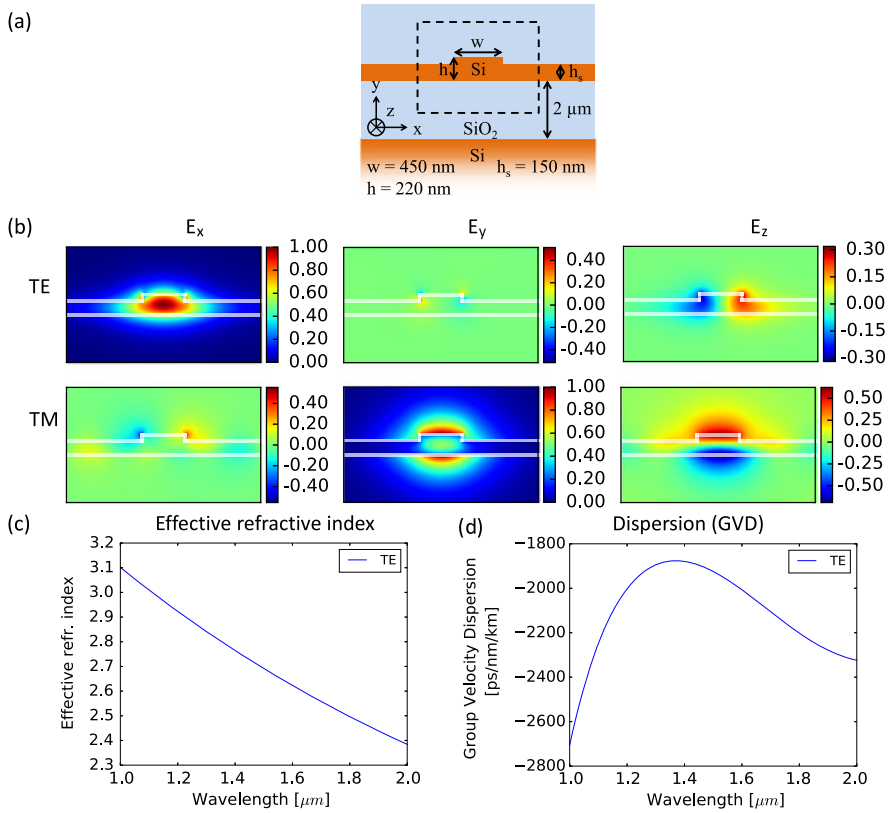 (a)
w
h
Si
hₛ
y
z
x
2 μm
SiO₂
Si
w = 450 nm hₛ = 150 nm
h = 220 nm
(b)
Eₓ Eᵧ E_z
TE
1.00
0.80
0.60
0.40
0.20
0.00
0.40
0.20
0.00
-0.20
-0.40
0.30
0.15
0.00
-0.15
-0.30
TM
0.40
0.20
0.00
-0.20
-0.40
1.00
0.80
0.60
0.40
0.20
0.00
0.50
0.25
0.00
-0.25
-0.50
(c) Effective refractive index
Effective refr. index
3.2
3.1
3.0
2.9
2.8
2.7
2.6
2.5
2.4
2.3
TE
1.0 1.2 1.4 1.6 1.8 2.0
Wavelength [μm]
(d) Dispersion (GVD)
Group Velocity Dispersion
[ps/nm/km]
−1800
−2000
−2200
−2400
−2600
−2800
TE
1.0 1.2 1.4 1.6 1.8 2.0
Wavelength [μm]